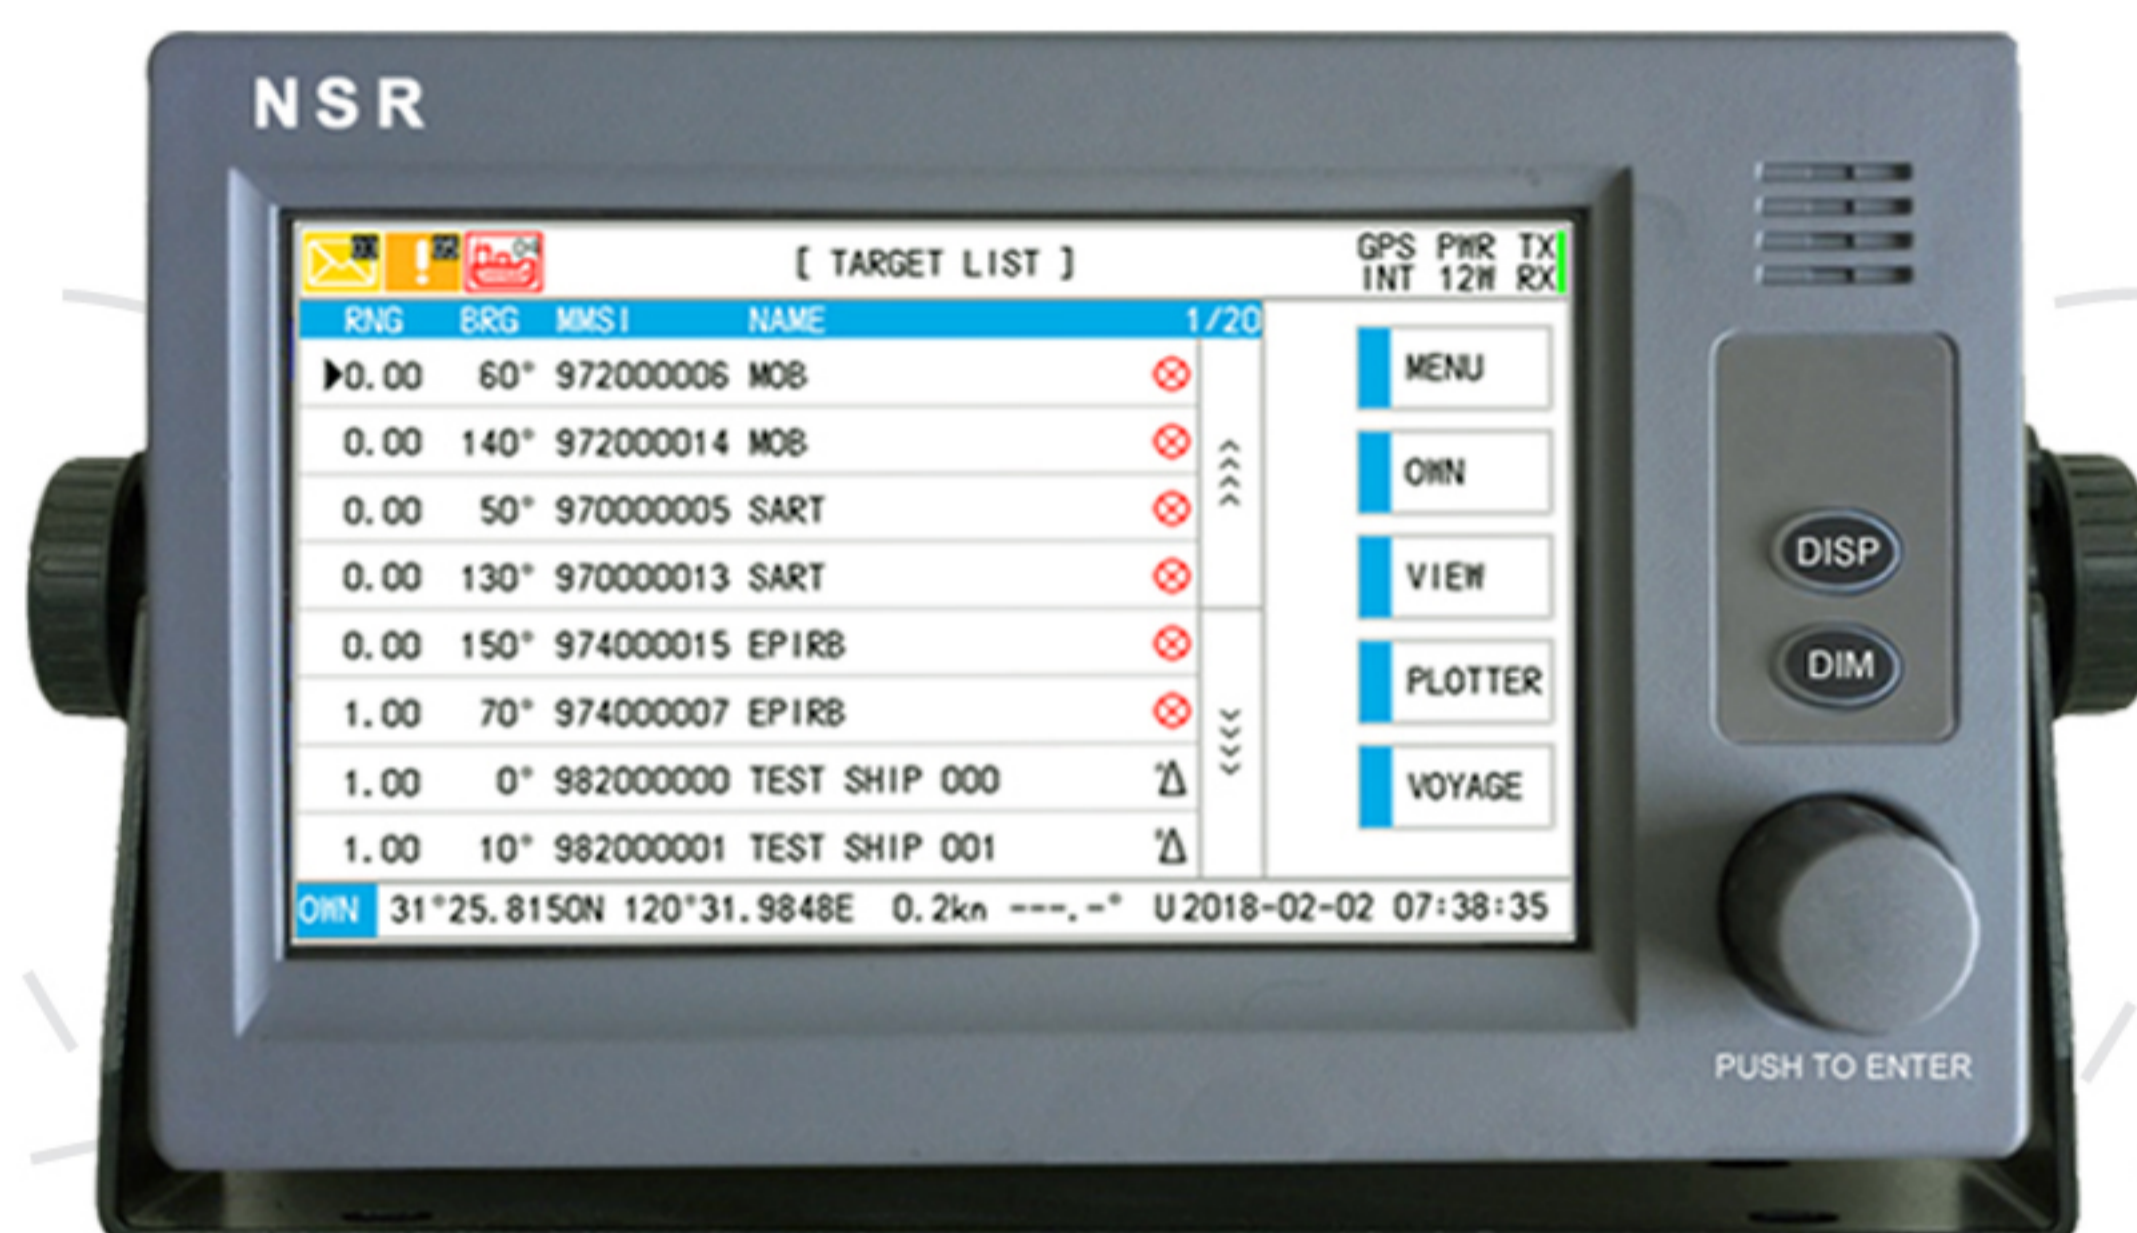 NSR
[ TARGET LIST ]
GPS PWR TX
INT 12W RX
RNG BRG MMSI NAME 1/20
0.00 60° 972000006 MOB
0.00 140° 972000014 MOB
0.00 50° 970000005 SART
0.00 130° 970000013 SART
0.00 150° 974000015 EPIRB
1.00 70° 974000007 EPIRB
1.00 0° 982000000 TEST SHIP 000
1.00 10° 982000001 TEST SHIP 001
OWN 31°25.8150N 120°31.9848E 0.2kn ---.-° U 2018-02-02 07:38:35
MENU
OWN
VIEW
PLOTTER
VOYAGE
DISP
DIM
PUSH TO ENTER